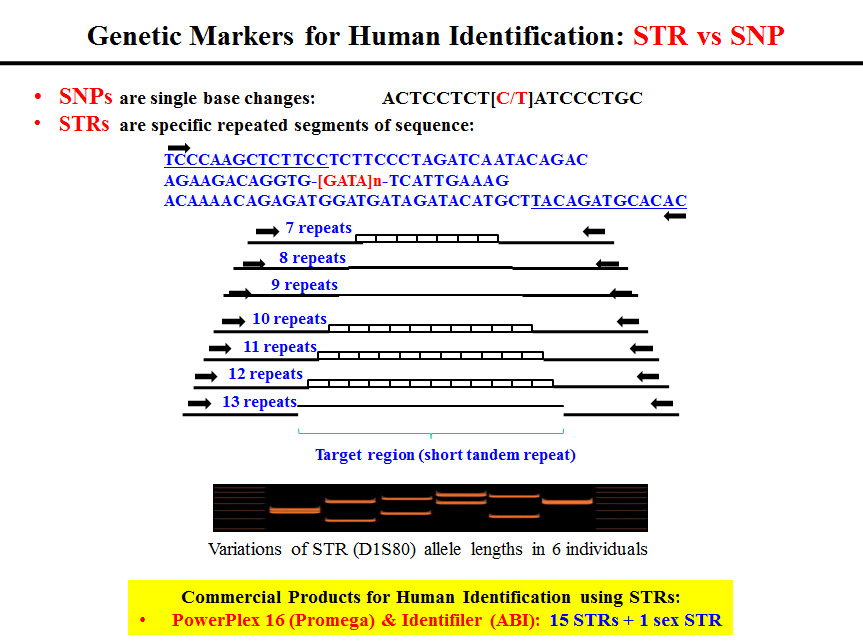 Genetic Markers for Human Identification: STR vs SNP
• SNPs are single base changes: ACTCCTCT[C/T]ATCCCTGC
• STRs are specific repeated segments of sequence:
TCCCAAGCTCTTCCTCTTCCCTAGATCAATACAGAC
AGAAGACAGGTG-[GATA]n-TCATTGAAAG
ACAAAACAGAGATGGATGATAGATACATGCTTACAGATGCACAC
7 repeats
8 repeats
9 repeats
10 repeats
11 repeats
12 repeats
13 repeats
Target region (short tandem repeat)
Variations of STR (D1S80) allele lengths in 6 individuals
Commercial Products for Human Identification using STRs:
• PowerPlex 16 (Promega) & Identifiler (ABI): 15 STRs + 1 sex STR